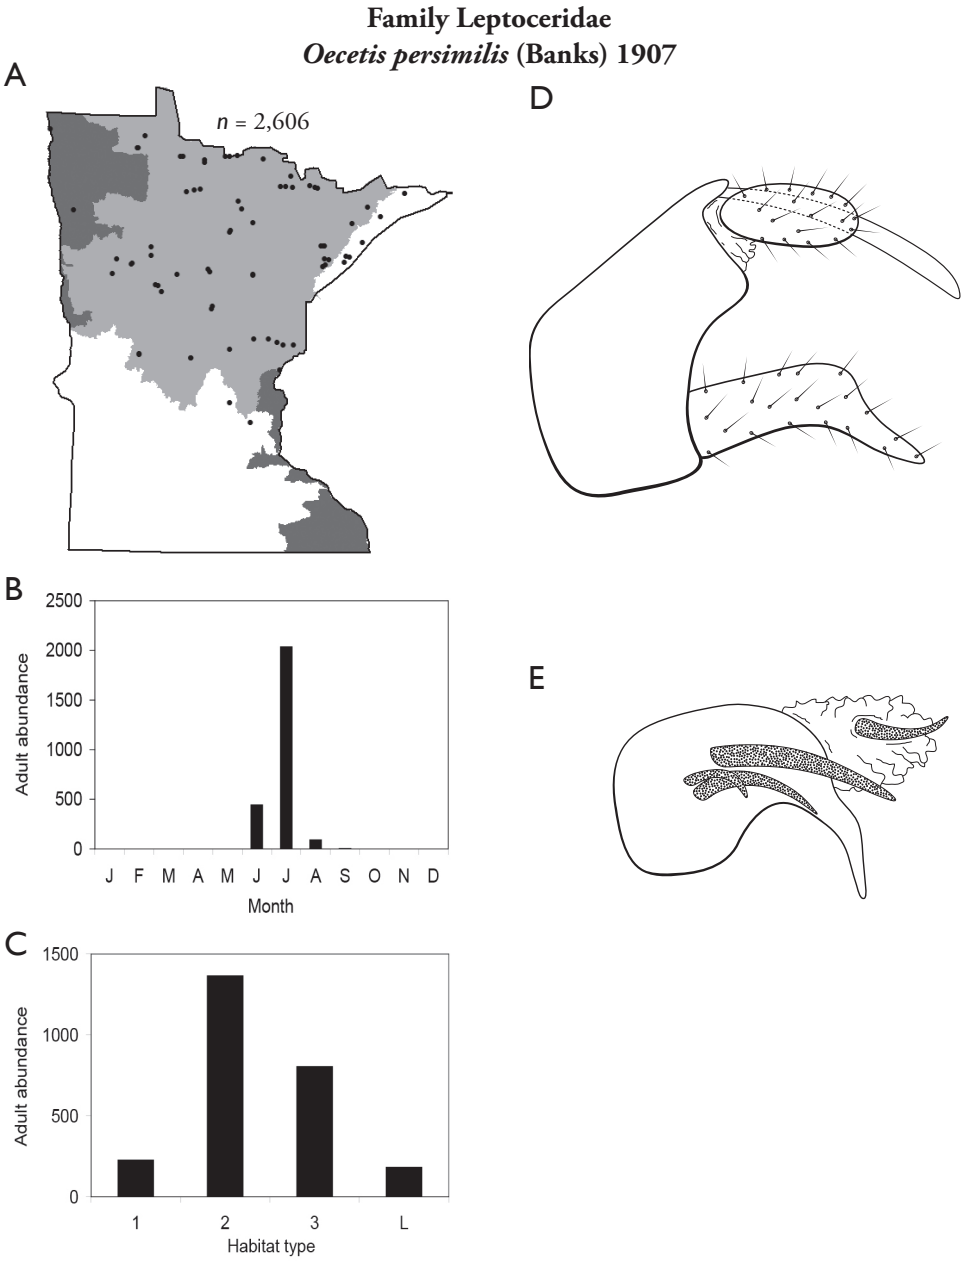 Family Leptoceridae
Oecetis persimilis (Banks) 1907
A
n = 2,606
D
B
2500
2000
1500
1000
500
0
Adult abundance
J F M A M J J A S O N D
Month
E
C
1500
1000
500
0
Adult abundance
1 2 3 L
Habitat type